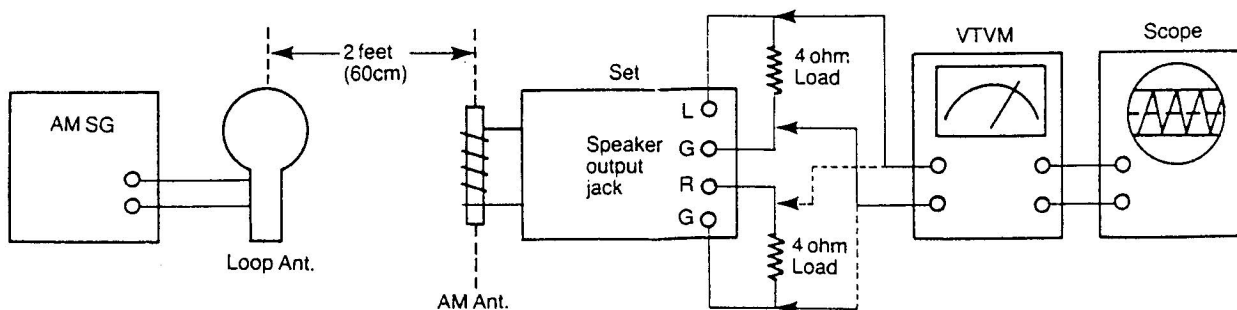 AM SG
Loop Ant.
2 feet
(60cm)
AM Ant.
Set
Speaker
output
jack
L
G
R
G
4 ohm
Load
4 ohm
Load
VTVM
Scope